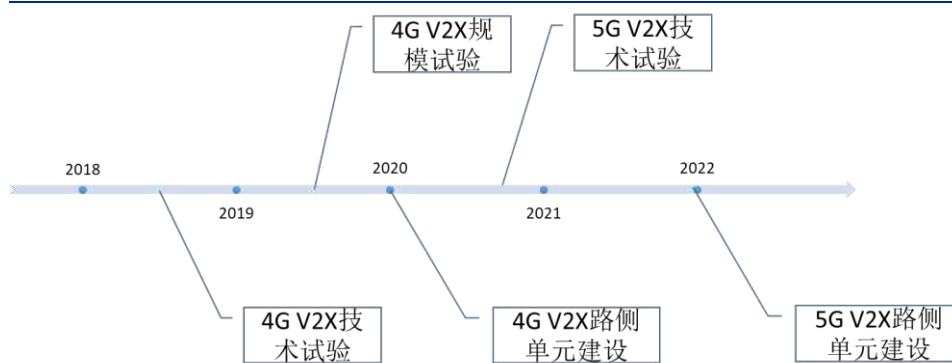 4G V2X规
模试验
5G V2X技
术试验
2018
2019
2020
2021
2022
4G V2X技
术试验
4G V2X路侧
单元建设
5G V2X路侧
单元建设